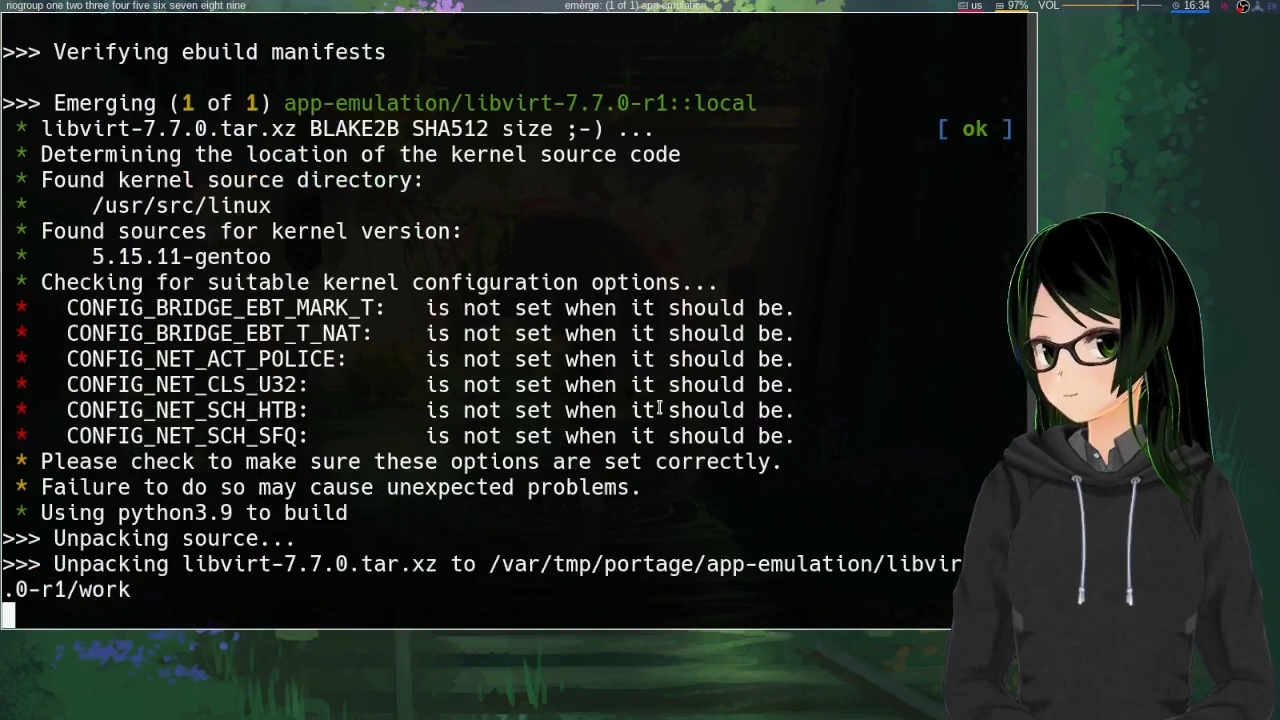 nogroup one two three four five six seven eight nine
emerge: (1 of 1) app-emulation
us
97%
VOL
16:34
>>> Verifying ebuild manifests
>>> Emerging (1 of 1) app-emulation/libvirt-7.7.0-r1::local
* libvirt-7.7.0.tar.xz BLAKE2B SHA512 size ;-) ... [ ok ]
* Determining the location of the kernel source code
* Found kernel source directory:
* /usr/src/linux
* Found sources for kernel version:
* 5.15.11-gentoo
* Checking for suitable kernel configuration options...
* CONFIG_BRIDGE_EBT_MARK_T: is not set when it should be.
* CONFIG_BRIDGE_EBT_T_NAT: is not set when it should be.
* CONFIG_NET_ACT_POLICE: is not set when it should be.
* CONFIG_NET_CLS_U32: is not set when it should be.
* CONFIG_NET_SCH_HTB: is not set when it should be.
* CONFIG_NET_SCH_SFQ: is not set when it should be.
* Please check to make sure these options are set correctly.
* Failure to do so may cause unexpected problems.
* Using python3.9 to build
>>> Unpacking source...
>>> Unpacking libvirt-7.7.0.tar.xz to /var/tmp/portage/app-emulation/libvir
.0-r1/work